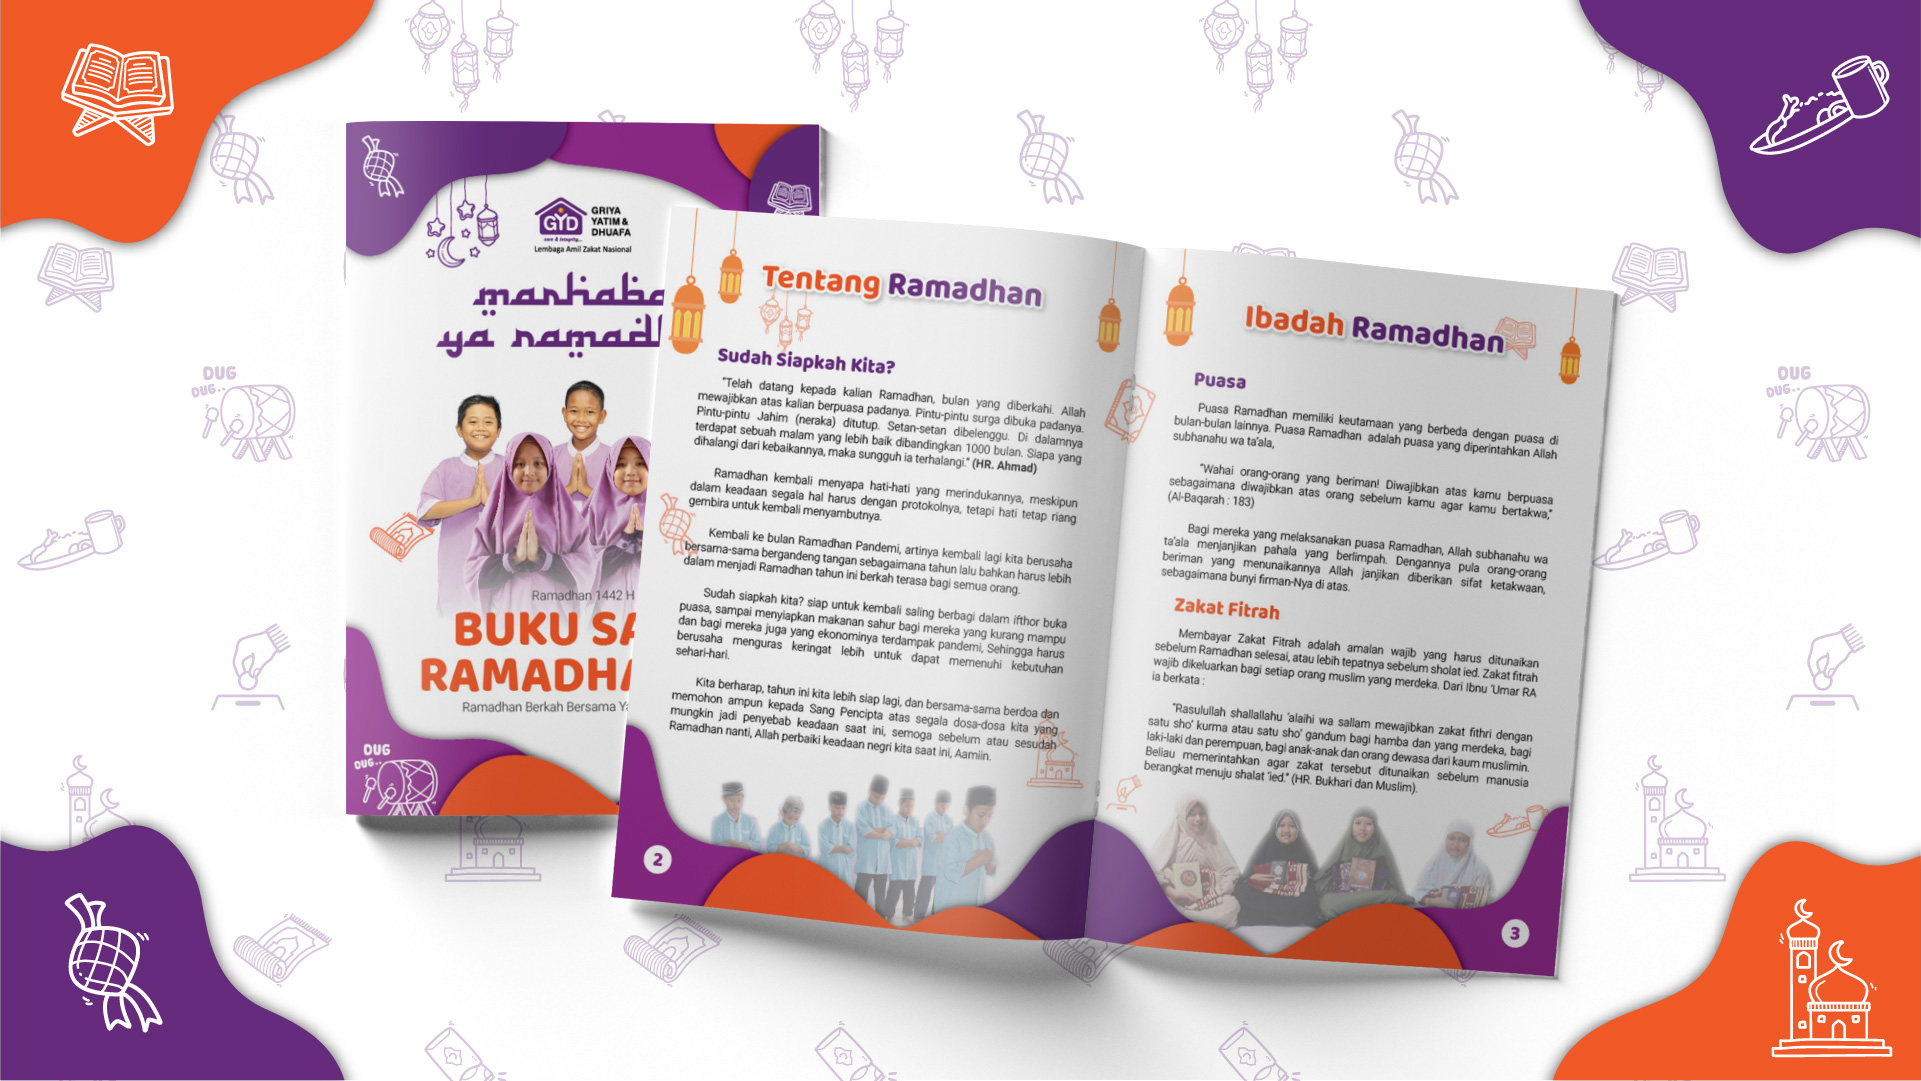 GRIYA
YATIM &
DHUAFA
GYD
care & integrity...
Lembaga Amil Zakat Nasional
marhaba
ya ramadh
Ramadhan 1442 H
BUKU SA
RAMADHA
Ramadhan Berkah Bersama Ya
DUG
DUG..
Tentang Ramadhan
Sudah Siapkah Kita?
"Telah datang kepada kalian Ramadhan, bulan yang diberkahi. Allah
mewajibkan atas kalian berpuasa padanya. Pintu-pintu surga dibuka padanya.
Pintu-pintu Jahim (neraka) ditutup. Setan-setan dibelenggu. Di dalamnya
terdapat sebuah malam yang lebih baik dibandingkan 1000 bulan. Siapa yang
dihalangi dari kebaikannya, maka sungguh ia terhalangi." (HR. Ahmad)
Ramadhan kembali menyapa hati-hati yang merindukannya, meskipun
dalam keadaan segala hal harus dengan protokolnya, tetapi hati tetap riang
gembira untuk kembali menyambutnya.
Kembali ke bulan Ramadhan Pandemi, artinya kembali lagi kita berusaha
bersama-sama bergandeng tangan sebagaimana tahun lalu bahkan harus lebih
dalam menjadi Ramadhan tahun ini berkah terasa bagi semua orang.
Sudah siapkah kita? siap untuk kembali saling berbagi dalam ifthor buka
puasa, sampai menyiapkan makanan sahur bagi mereka yang kurang mampu
dan bagi mereka juga yang ekonominya terdampak pandemi, Sehingga harus
berusaha menguras keringat lebih untuk dapat memenuhi kebutuhan
sehari-hari.
Kita berharap, tahun ini kita lebih siap lagi, dan bersama-sama berdoa dan
memohon ampun kepada Sang Pencipta atas segala dosa-dosa kita yang
mungkin jadi penyebab keadaan saat ini, semoga sebelum atau sesudah
Ramadhan nanti, Allah perbaiki keadaan negri kita saat ini, Aamiin.
2
Ibadah Ramadhan
Puasa
Puasa Ramadhan memiliki keutamaan yang berbeda dengan puasa di
bulan-bulan lainnya. Puasa Ramadhan adalah puasa yang diperintahkan Allah
subhanahu wa ta'ala,
"Wahai orang-orang yang beriman! Diwajibkan atas kamu berpuasa
sebagaimana diwajibkan atas orang sebelum kamu agar kamu bertakwa,"
(Al-Baqarah : 183)
Bagi mereka yang melaksanakan puasa Ramadhan, Allah subhanahu wa
ta'ala menjanjikan pahala yang berlimpah. Dengannya pula orang-orang
beriman yang menunaikannya Allah janjikan diberikan sifat ketakwaan,
sebagaimana bunyi firman-Nya di atas.
Zakat Fitrah
Membayar Zakat Fitrah adalah amalan wajib yang harus ditunaikan
sebelum Ramadhan selesai, atau lebih tepatnya sebelum sholat ied. Zakat fitrah
wajib dikeluarkan bagi setiap orang muslim yang merdeka. Dari Ibnu 'Umar RA
ia berkata :
"Rasulullah shallallahu 'alaihi wa sallam mewajibkan zakat fithri dengan
satu sho' kurma atau satu sho' gandum bagi hamba dan yang merdeka, bagi
laki-laki dan perempuan, bagi anak-anak dan orang dewasa dari kaum muslimin.
Beliau memerintahkan agar zakat tersebut ditunaikan sebelum manusia
berangkat menuju shalat 'ied." (HR. Bukhari dan Muslim).
3
DUG
DUG..
DUG
DUG..